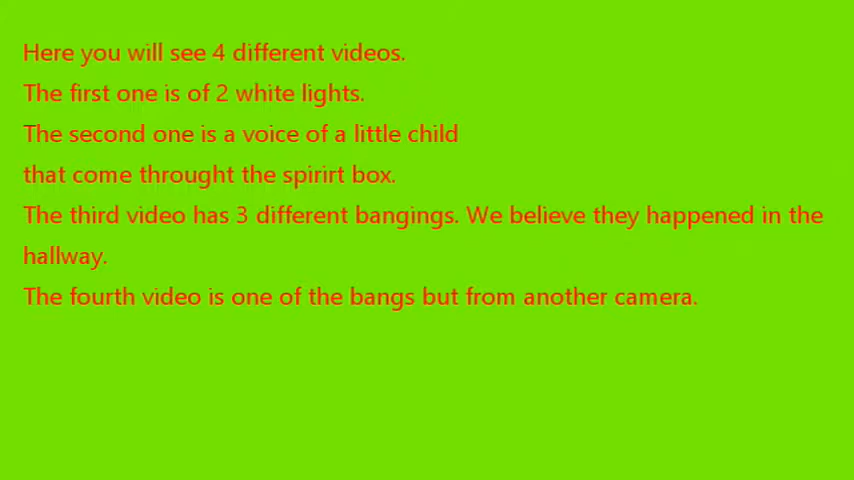 Here you will see 4 different videos.
The first one is of 2 white lights.
The second one is a voice of a little child
that come throught the spirirt box.
The third video has 3 different bangings. We believe they happened in the
hallway.
The fourth video is one of the bangs but from another camera.